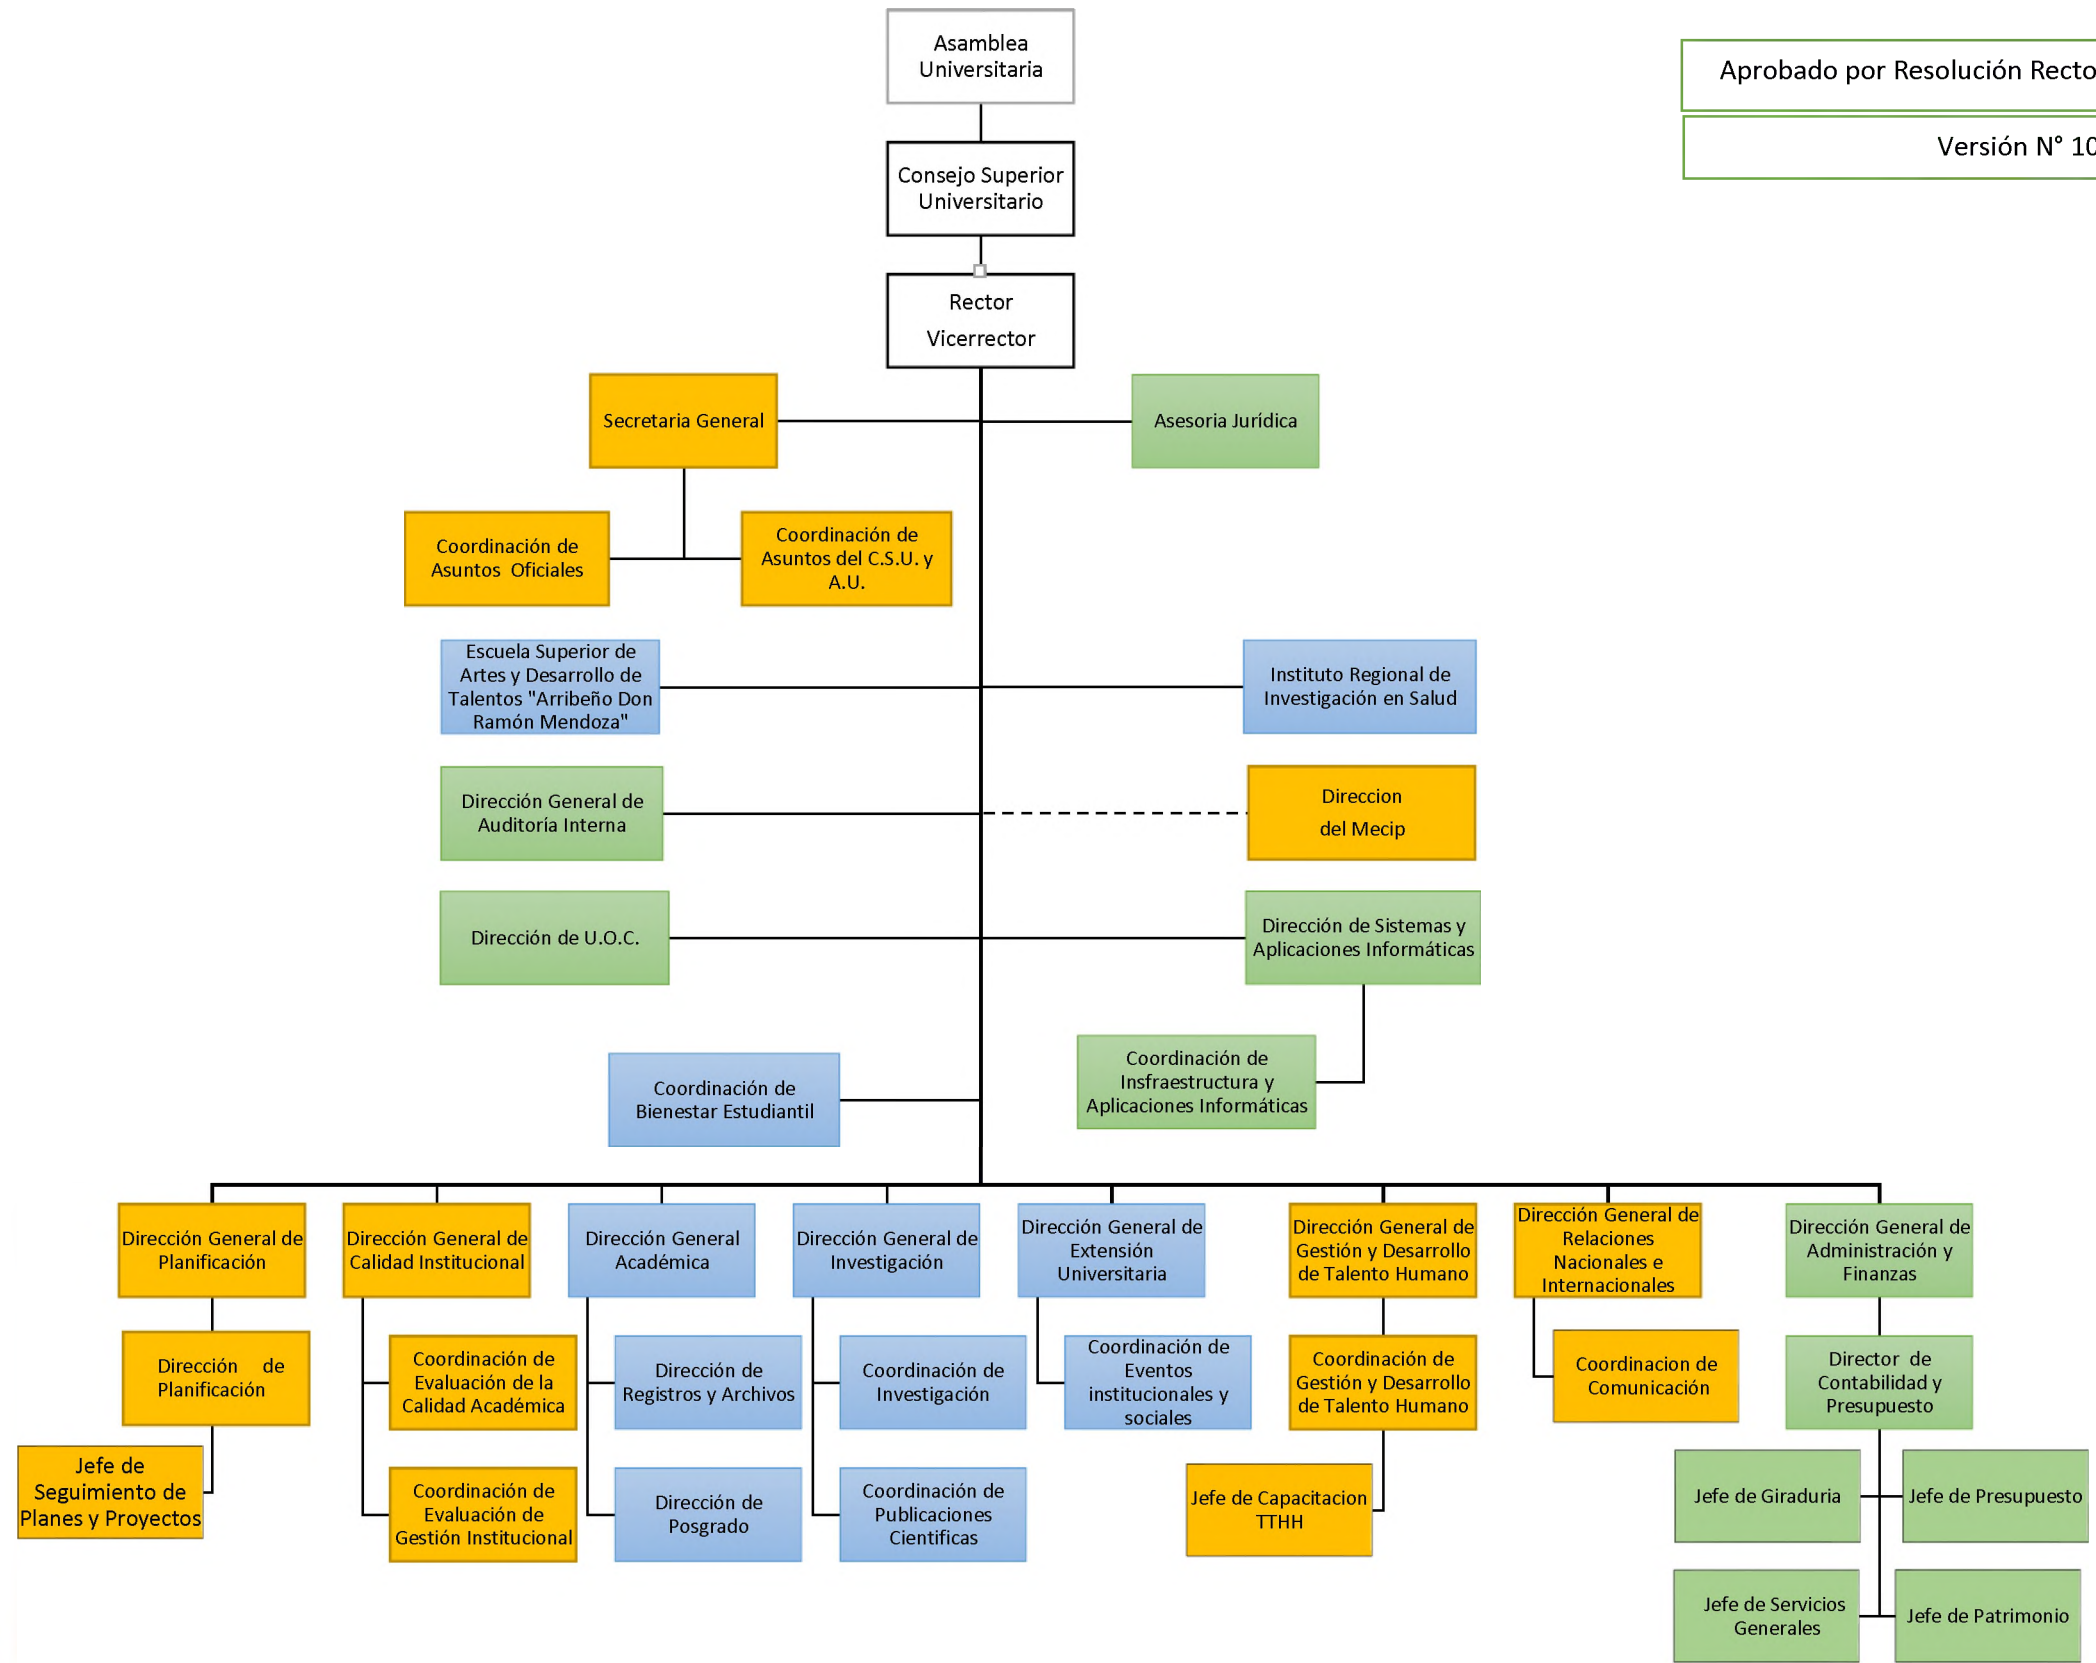 Asamblea
Universitaria
Aprobado por Resolución Recto
Versión N° 10
Consejo Superior
Universitario
Rector
Vicerrector
Secretaria General
Asesoria Jurídica
Coordinación de
Asuntos Oficiales
Coordinación de
Asuntos del C.S.U. y
A.U.
Escuela Superior de
Artes y Desarrollo de
Talentos "Arribeño Don
Ramón Mendoza"
Instituto Regional de
Investigación en Salud
Dirección General de
Auditoría Interna
Direccion
del Mecip
Dirección de U.O.C.
Dirección de Sistemas y
Aplicaciones Informáticas
Coordinación de
Insfraestructura y
Aplicaciones Informáticas
Coordinación de
Bienestar Estudiantil
Dirección General de
Planificación
Dirección General de
Calidad Institucional
Dirección General
Académica
Dirección General de
Investigación
Dirección General de
Extensión
Universitaria
Dirección General de
Gestión y Desarrollo
de Talento Humano
Dirección General de
Relaciones
Nacionales e
Internacionales
Dirección General de
Administración y
Finanzas
Dirección de
Planificación
Coordinación de
Evaluación de la
Calidad Académica
Dirección de
Registros y Archivos
Coordinación de
Investigación
Coordinación de
Eventos
institucionales y
sociales
Coordinación de
Gestión y Desarrollo
de Talento Humano
Coordinacion de
Comunicación
Director de
Contabilidad y
Presupuesto
Jefe de
Seguimiento de
Planes y Proyectos
Coordinación de
Evaluación de
Gestión Institucional
Dirección de
Posgrado
Coordinación de
Publicaciones
Cientificas
Jefe de Capacitacion
TTHH
Jefe de Giraduria
Jefe de Presupuesto
Jefe de Servicios
Generales
Jefe de Patrimonio